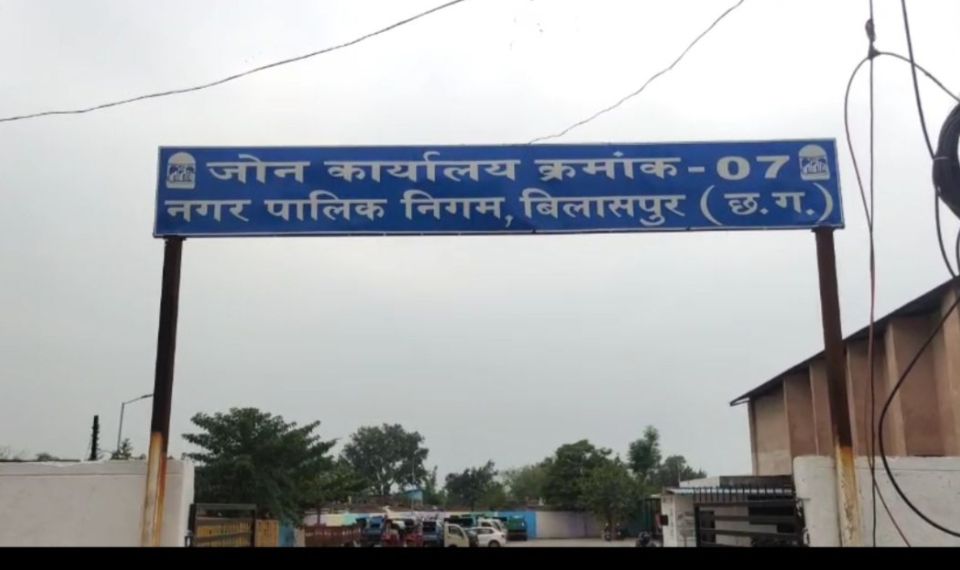 जोन कार्यालय क्रमांक - 07
नगर पालिक निगम, बिलासपुर (छ. ग.)